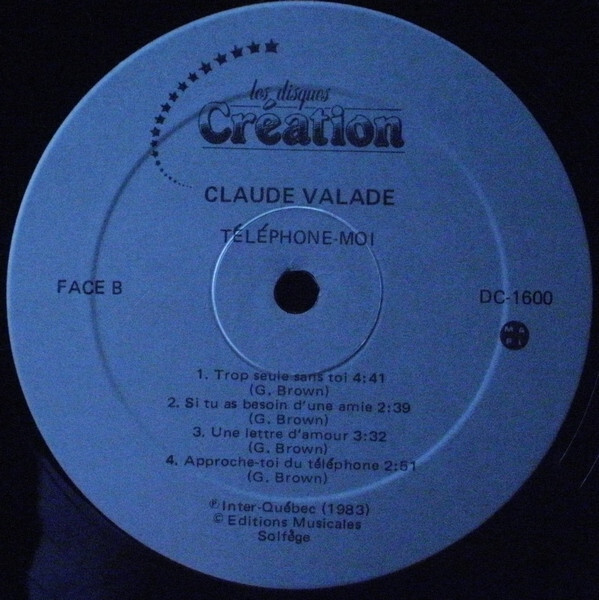 les disques
Création
CLAUDE VALADE
TÉLÉPHONE-MOI
FACE B
DC-1600
MA
PL
1. Trop seule sans toi 4:41
(G. Brown)
2. Si tu as besoin d'une amie 2:39
(G. Brown)
3. Une lettre d'amour 3:32
(G. Brown)
4. Approche-toi du téléphone 2:51
(G. Brown)
℗ Inter-Québec (1983)
© Editions Musicales
Solfège